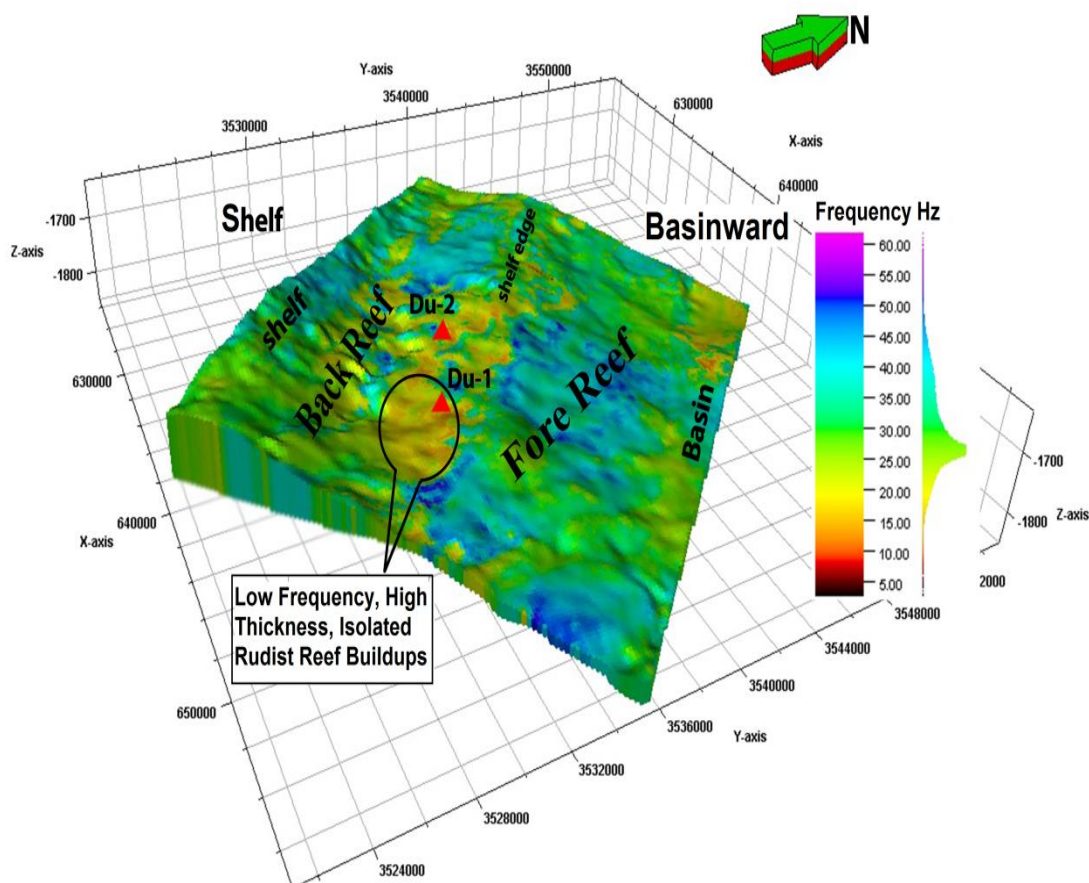 N
Y-axis
3550000
3540000
3530000
630000
X-axis
640000
-1700
Z-axis
-1800
Shelf
Basinward
Frequency Hz
60.00
55.00
50.00
45.00
40.00
35.00
30.00
25.00
20.00
15.00
10.00
5.00
shelf edge
shelf
Du-2
Back Reef
Du-1
Fore Reef
Basin
630000
640000
X-axis
650000
-1700
Z-axis
-1800
2000
Low Frequency, High
Thickness, Isolated
Rudist Reef Buildups
3548000
3544000
3540000
Y-axis
3536000
3532000
3528000
3524000